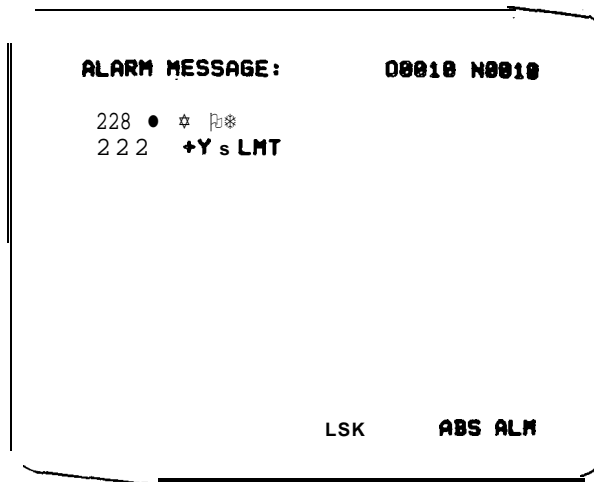 ALARM MESSAGE: O0010 N0010
228 ● ✡
222 +Y s LMT
LSK ABS ALM